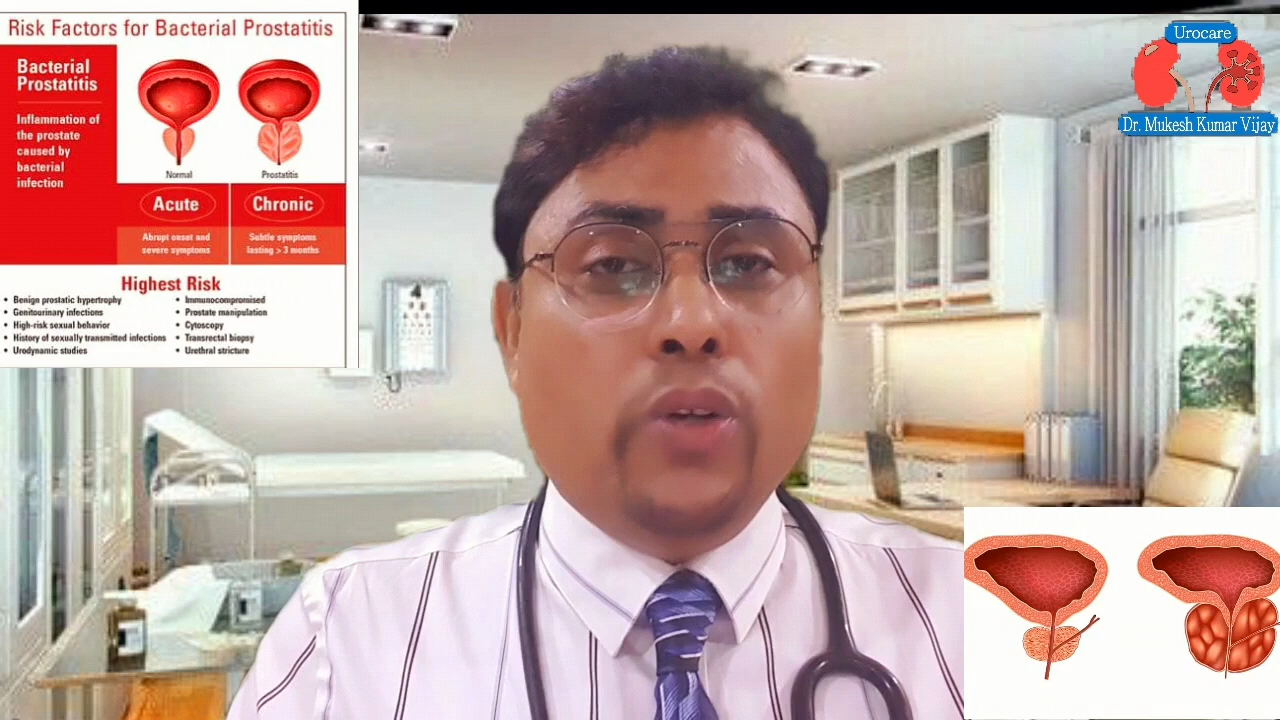 Risk Factors for Bacterial Prostatitis
Bacterial
Prostatitis
Inflammation of
the prostate
caused by
bacterial
infection
Normal
Prostatitis
Acute
Chronic
Abrupt onset and
severe symptoms
Subtle symptoms
lasting > 3 months
Highest Risk
• Benign prostatic hypertrophy
• Genitourinary infections
• High-risk sexual behavior
• History of sexually transmitted infections
• Urodynamic studies
• Immunocompromised
• Prostate manipulation
• Cytoscopy
• Transrectal biopsy
• Urethral stricture
Urocare
Dr. Mukesh Kumar Vijay